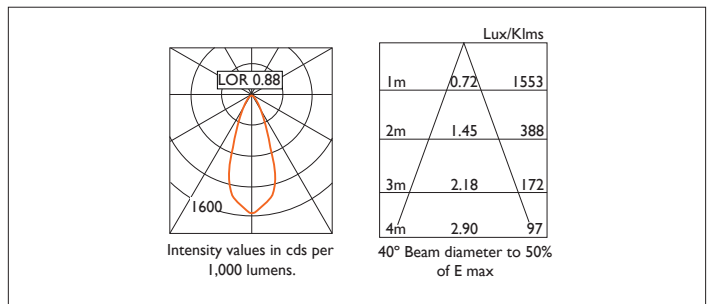 LOR 0.88
1600
Intensity values in cds per
1,000 lumens.
Lux/Klms
1m 0.72 1553
2m 1.45 388
3m 2.18 172
4m 2.90 97
40º Beam diameter to 50%
of E max